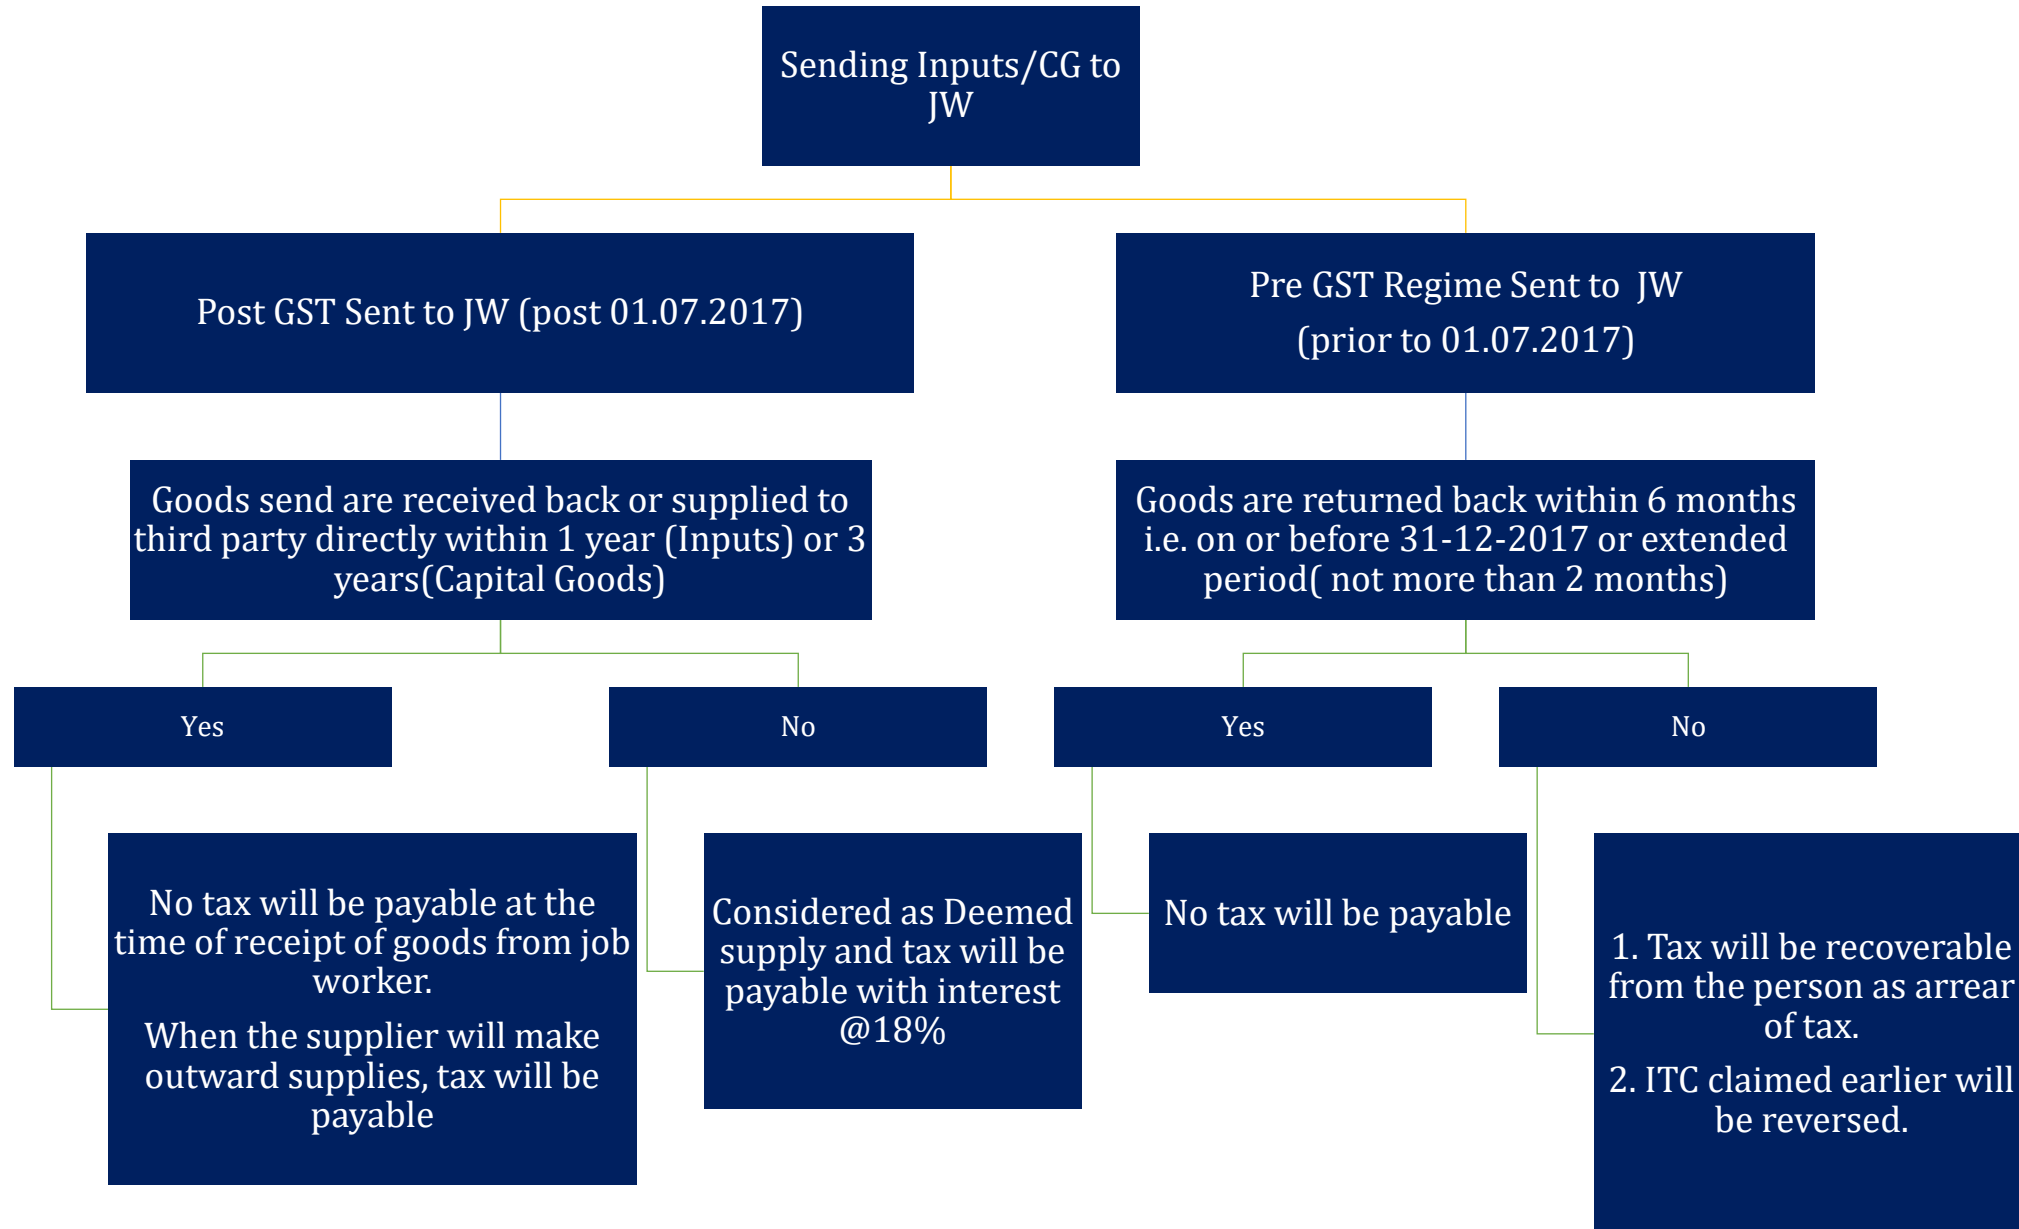 Sending Inputs/CG to
JW
Post GST Sent to JW (post 01.07.2017)
Pre GST Regime Sent to JW
(prior to 01.07.2017)
Goods send are received back or supplied to
third party directly within 1 year (Inputs) or 3
years(Capital Goods)
Goods are returned back within 6 months
i.e. on or before 31-12-2017 or extended
period( not more than 2 months)
Yes
No
Yes
No
No tax will be payable at the
time of receipt of goods from job
worker.
When the supplier will make
outward supplies, tax will be
payable
Considered as Deemed
supply and tax will be
payable with interest
@18%
No tax will be payable
1. Tax will be recoverable
from the person as arrear
of tax.
2. ITC claimed earlier will
be reversed.